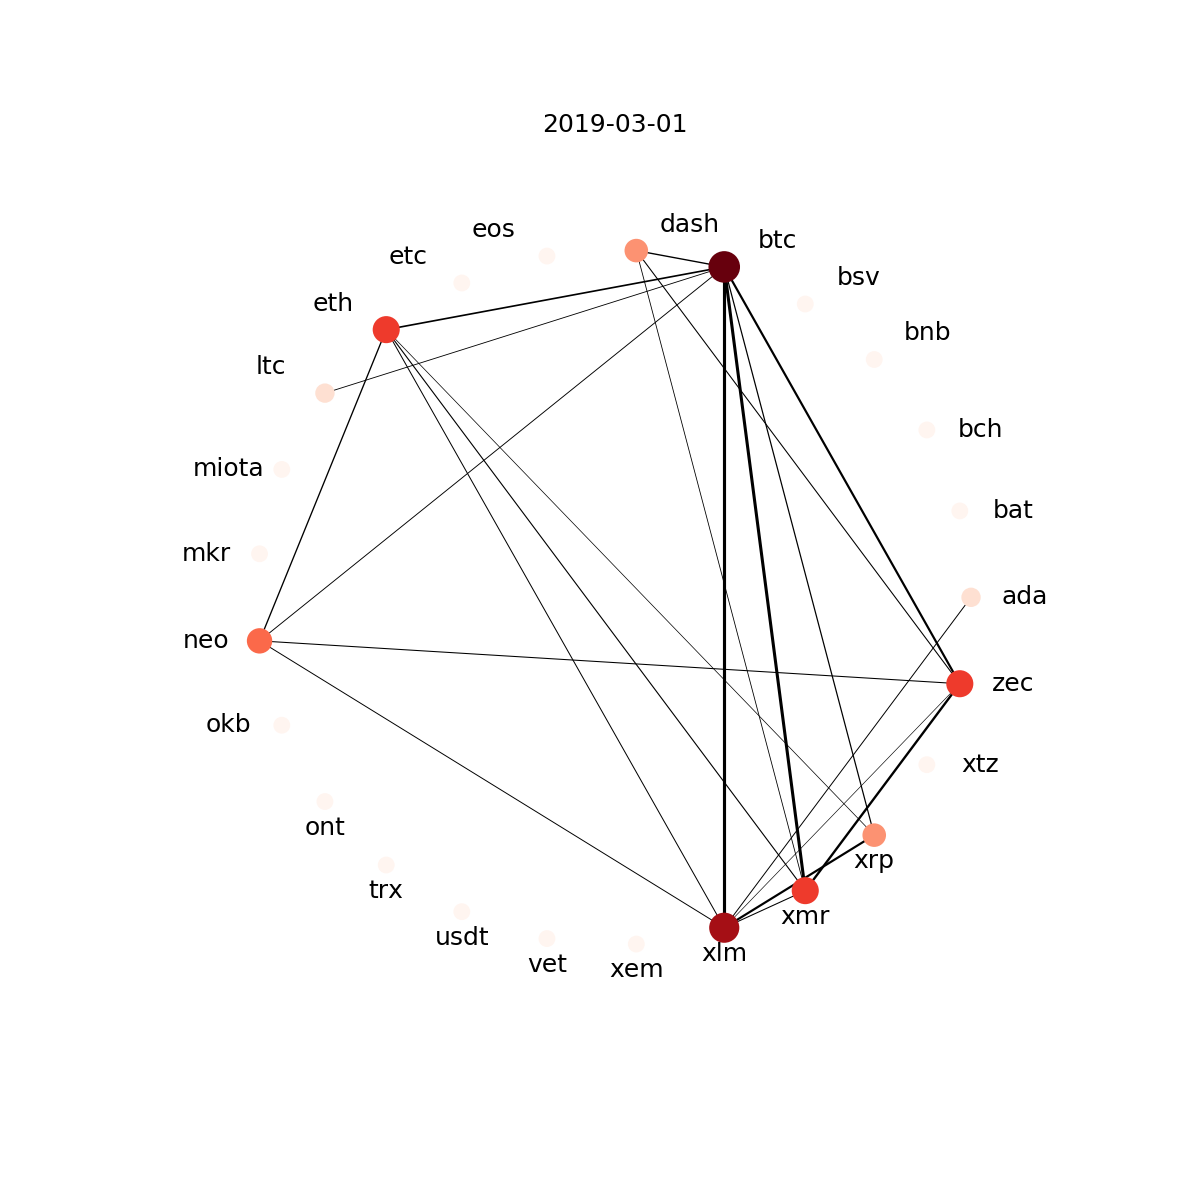 2019-03-01
dash
eos
btc
etc
bsv
eth
bnb
ltc
bch
miota
bat
mkr
ada
neo
zec
okb
xtz
ont
xrp
trx
xmr
usdt
xlm
vet
xem